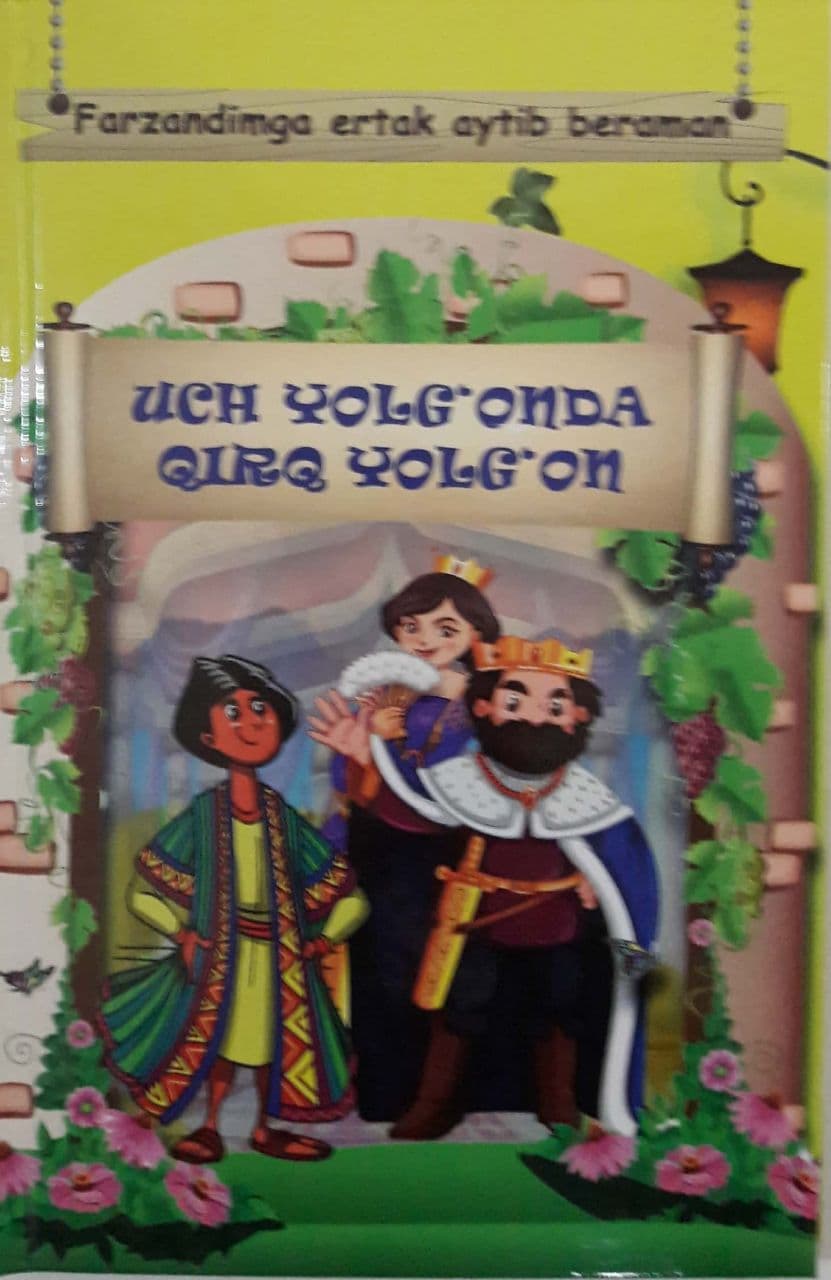 Farzandimga ertak aytib beraman
UCH YOLG'ONDA
QIRQ YOLG'ON